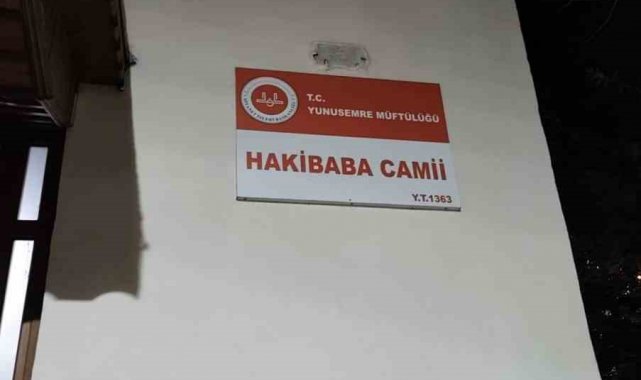 T.C.
YUNUSEMRE MÜFTÜLÜĞÜ
HAKİBABA CAMİİ
Y.T.1363